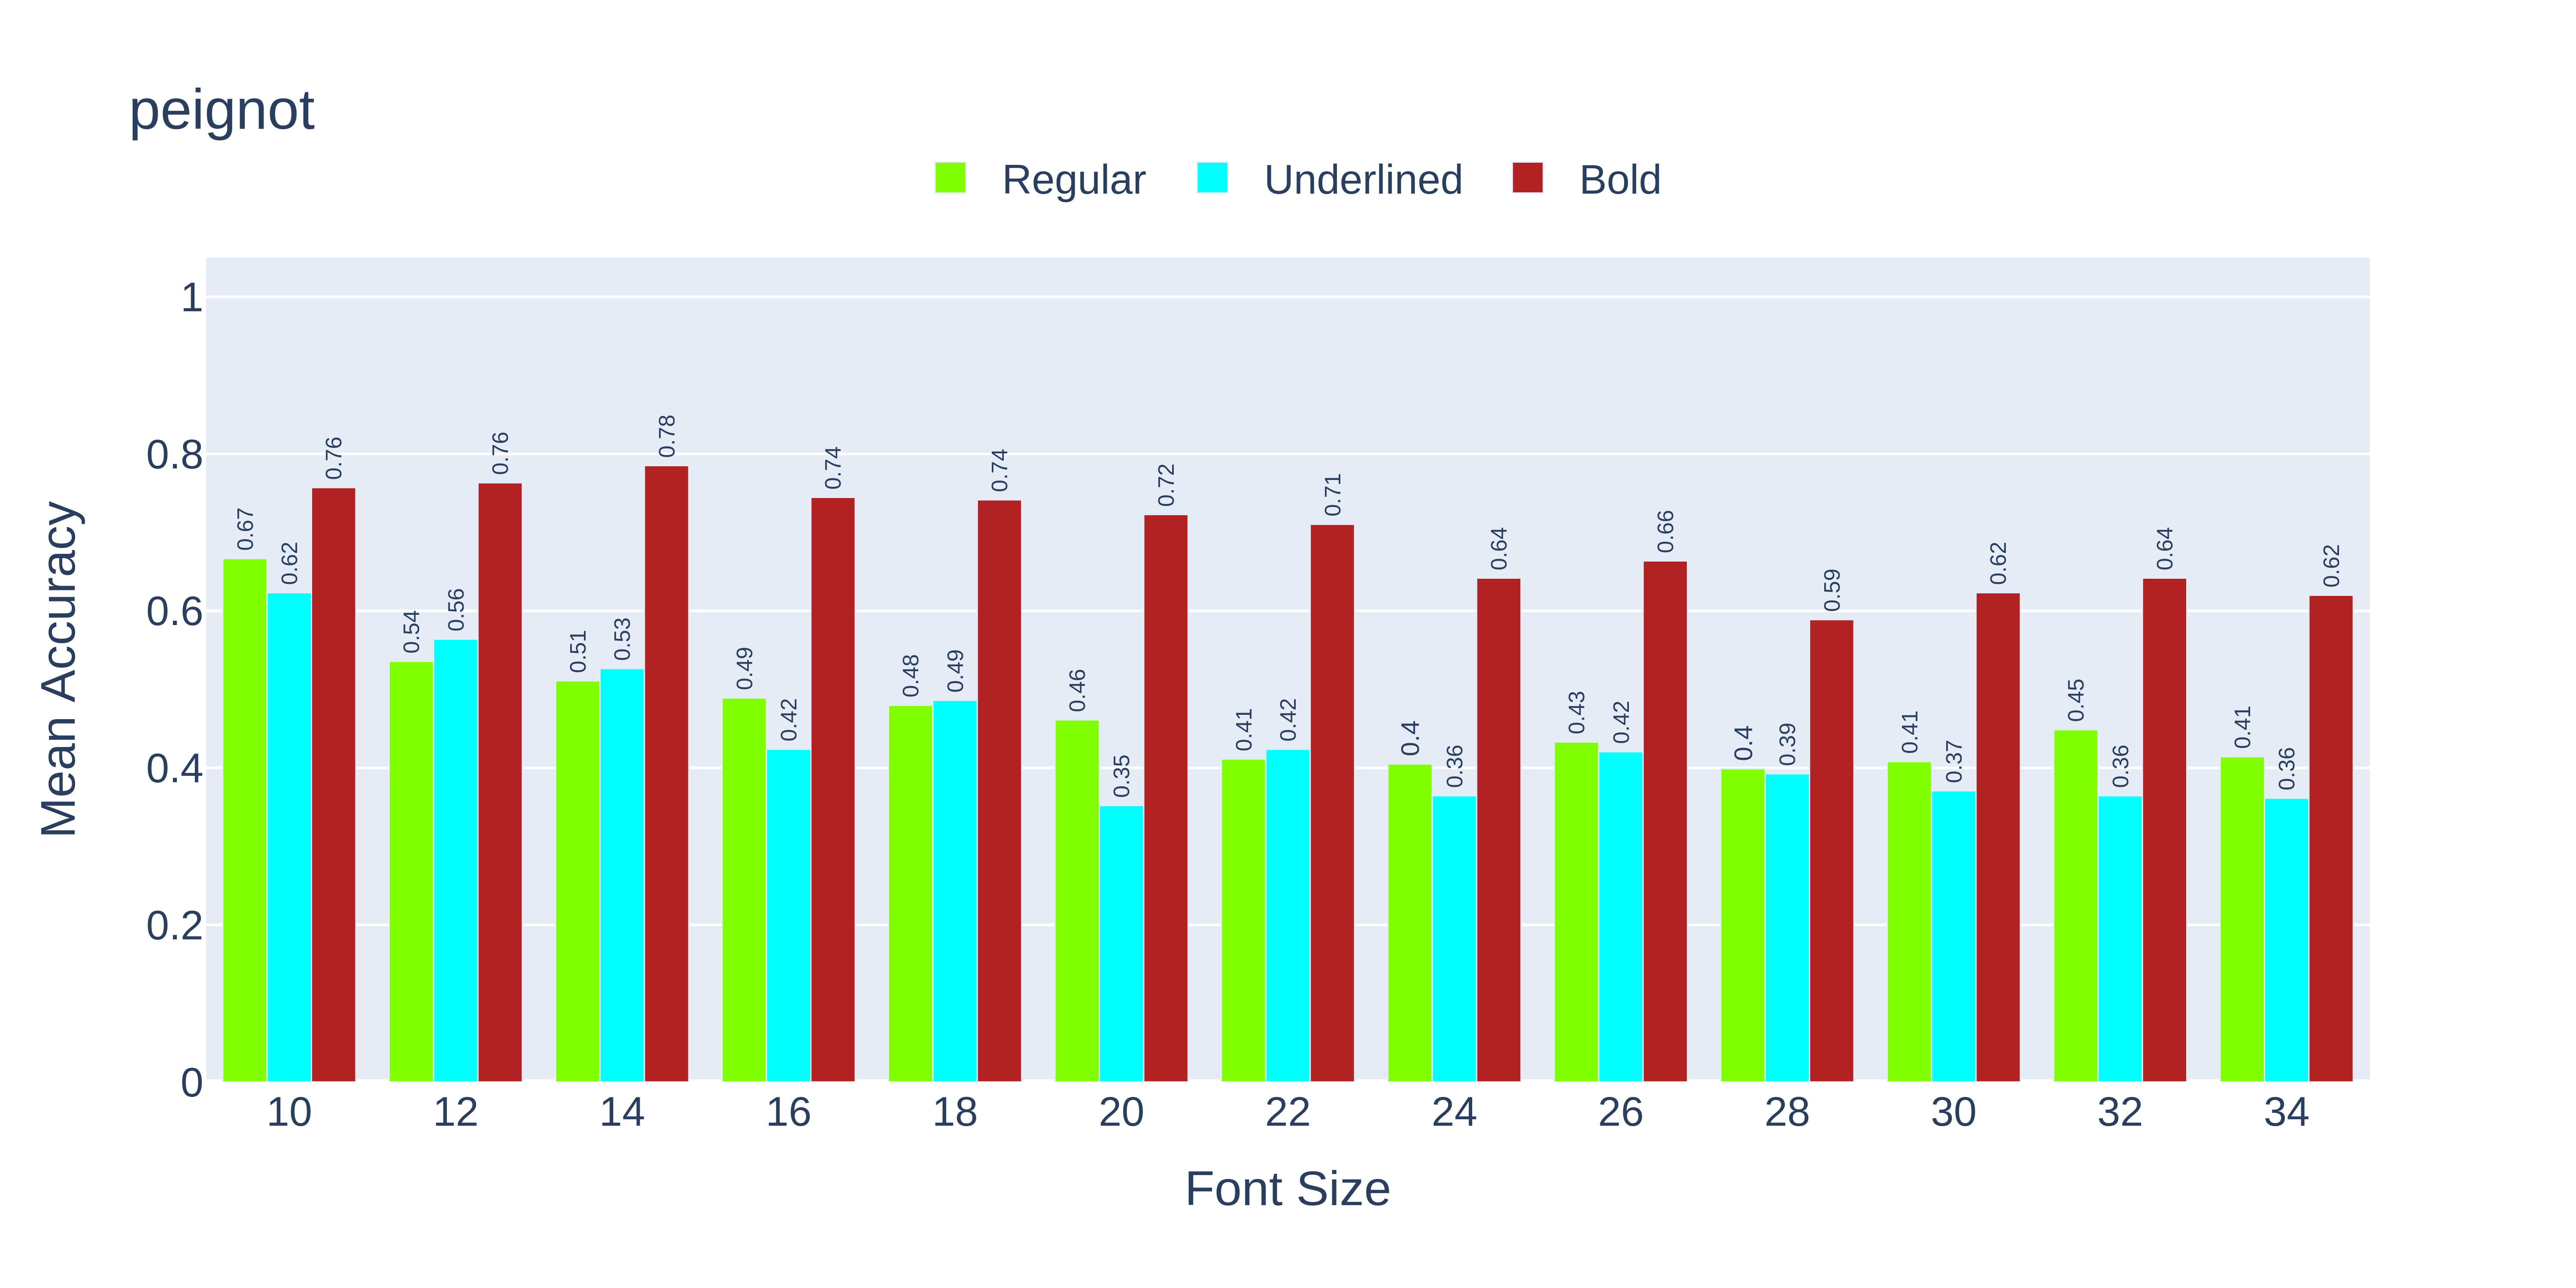 peignot
Regular Underlined Bold
Mean Accuracy
1
0.8
0.6
0.4
0.2
0
0.67 0.62 0.76 0.54 0.56 0.76 0.51 0.53 0.78 0.49 0.42 0.74 0.48 0.49 0.74 0.46 0.35 0.72 0.41 0.42 0.71 0.4 0.36 0.64 0.43 0.42 0.66 0.4 0.39 0.59 0.41 0.37 0.62 0.45 0.36 0.64 0.41 0.36 0.62
10 12 14 16 18 20 22 24 26 28 30 32 34
Font Size